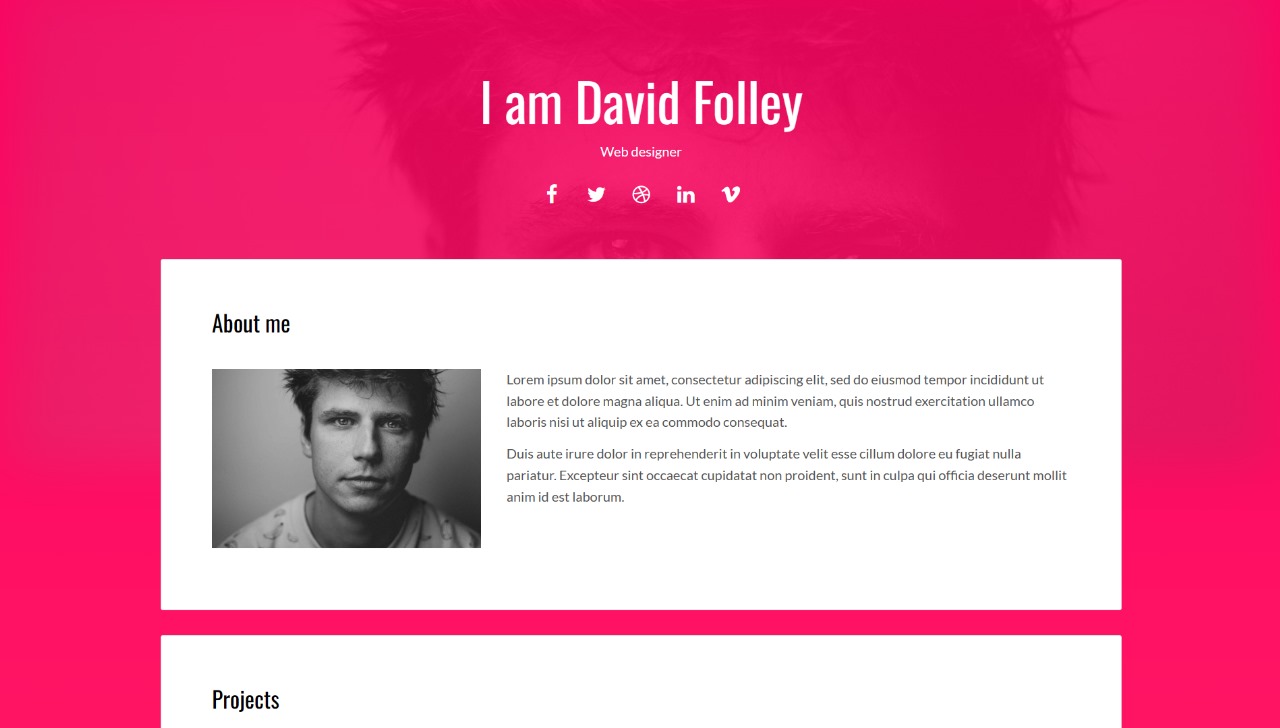 I am David Folley
Web designer
About me
Lorem ipsum dolor sit amet, consectetur adipiscing elit, sed do eiusmod tempor incididunt ut
labore et dolore magna aliqua. Ut enim ad minim veniam, quis nostrud exercitation ullamco
laboris nisi ut aliquip ex ea commodo consequat.
Duis aute irure dolor in reprehenderit in voluptate velit esse cillum dolore eu fugiat nulla
pariatur. Excepteur sint occaecat cupidatat non proident, sunt in culpa qui officia deserunt mollit
anim id est laborum.
Projects